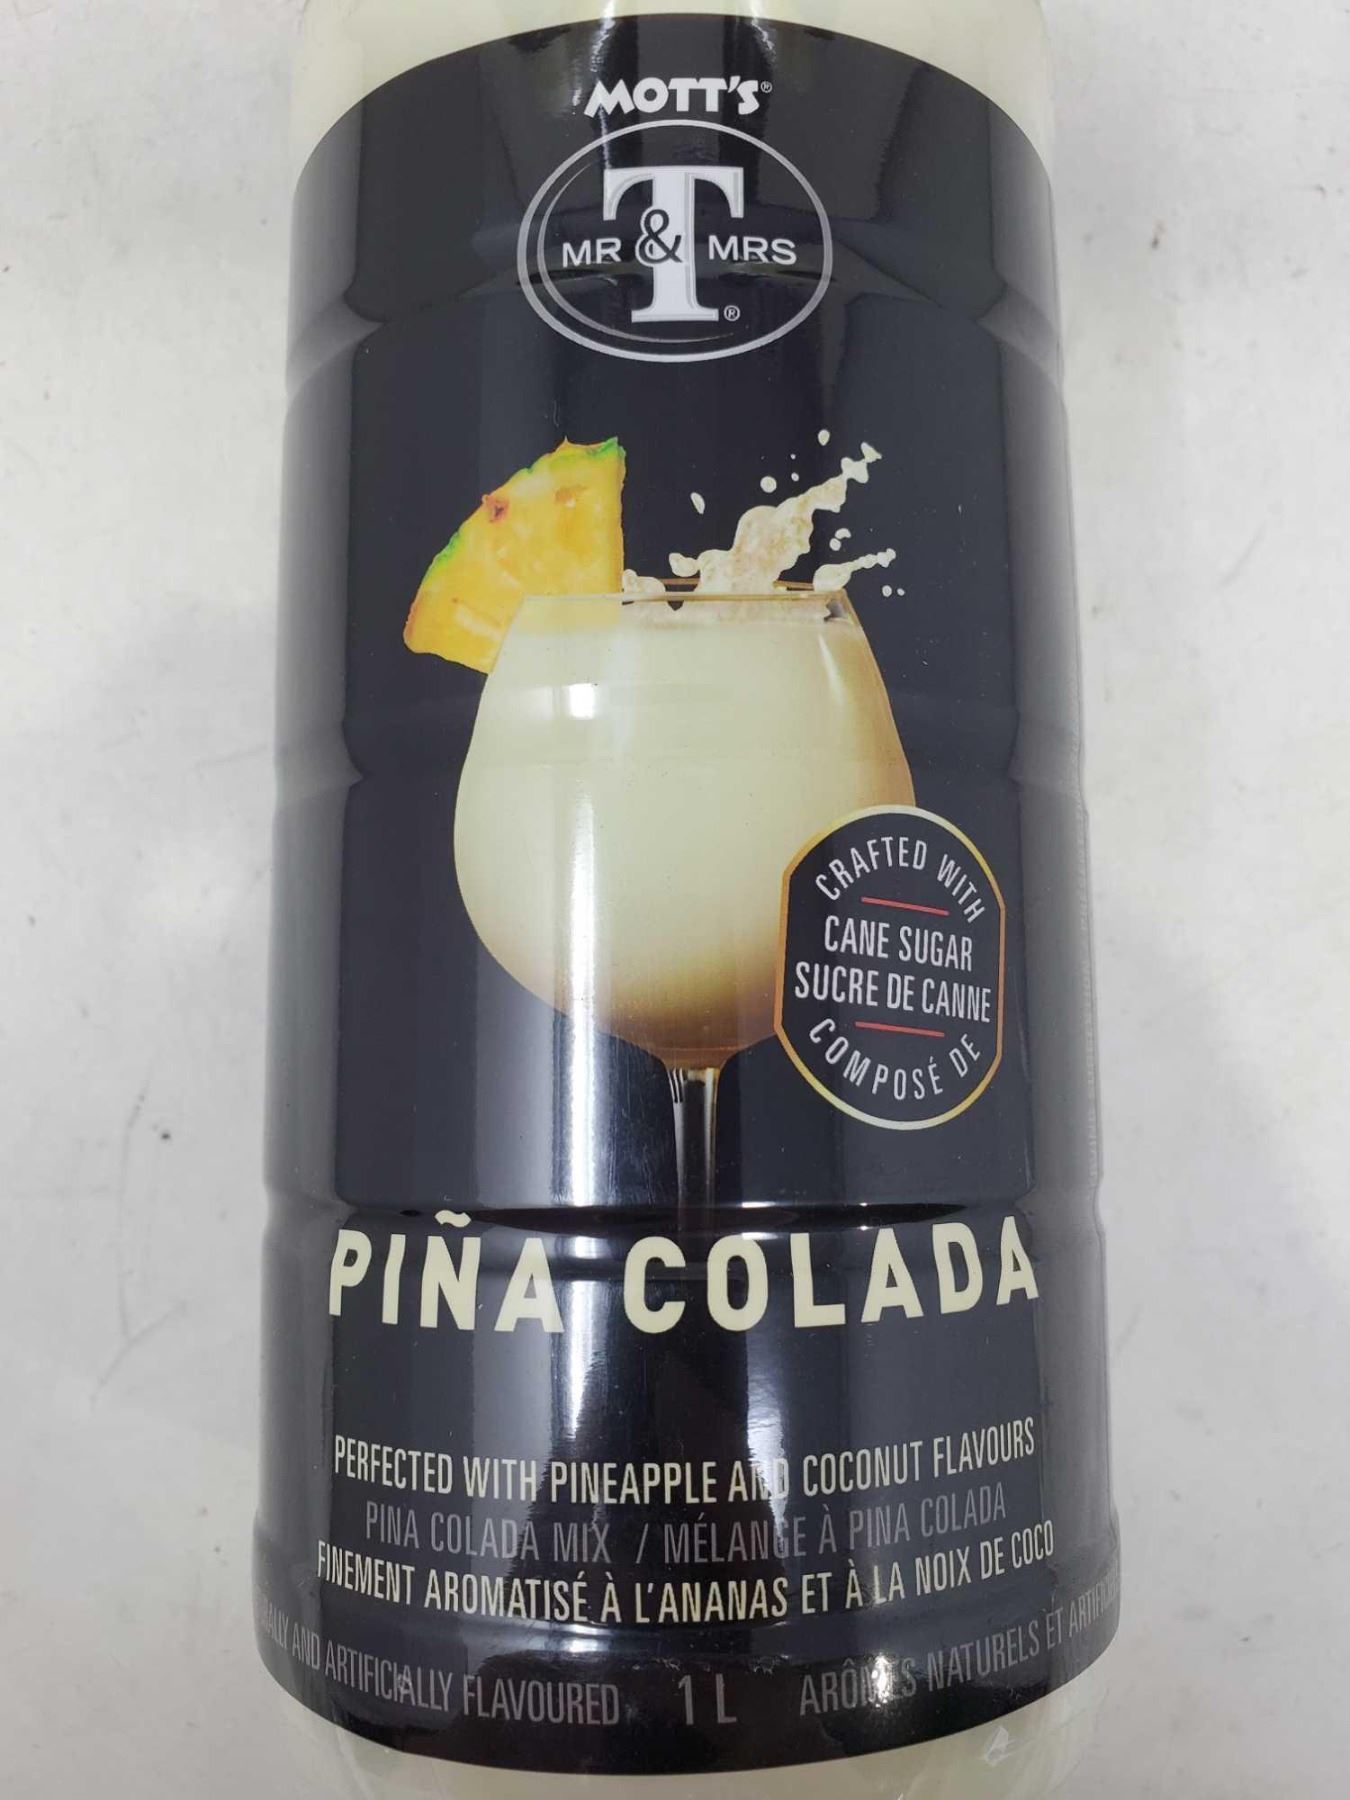 MOTT'S®
T
MR & MRS
®
CRAFTED WITH
CANE SUGAR
SUCRE DE CANNE
COMPOSÉ DE
PIÑA COLADA
PERFECTED WITH PINEAPPLE AND COCONUT FLAVOURS
PINA COLADA MIX / MÉLANGE À PINA COLADA
FINEMENT AROMATISÉ À L'ANANAS ET À LA NOIX DE COCO
AND ARTIFICIALLY FLAVOURED 1 L ARÔMES NATURELS ET